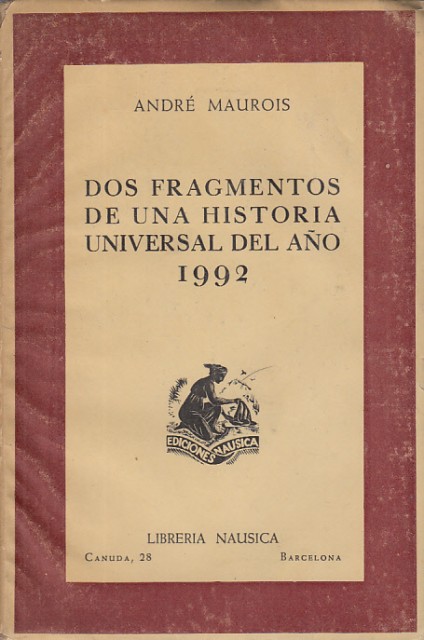 ANDRÉ MAUROIS
DOS FRAGMENTOS
DE UNA HISTORIA
UNIVERSAL DEL AÑO
1992
EDICIONES NAUSICA
LIBRERIA NAUSICA
CANUDA, 28 BARCELONA